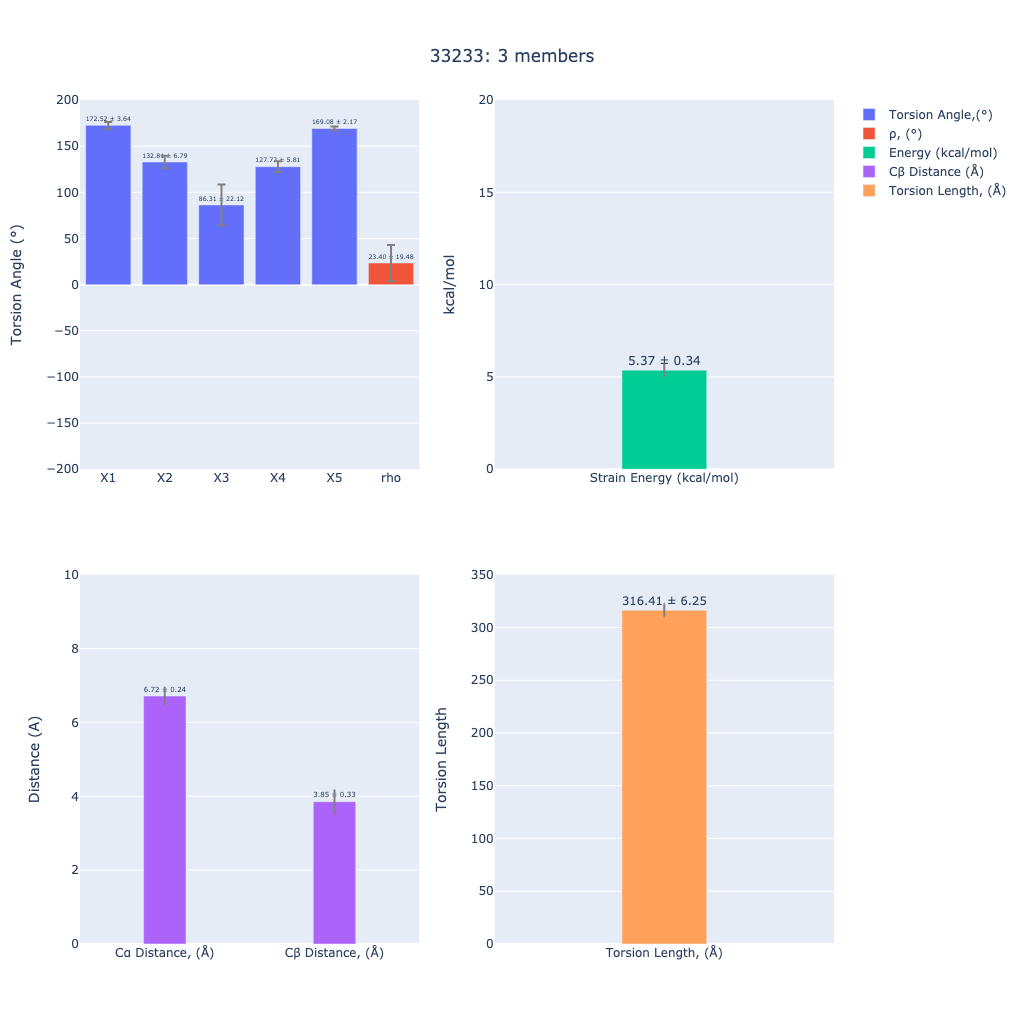 33233: 3 members
200
150
100
50
0
−50
−100
−150
−200
Torsion Angle (°)
172.52 ± 3.64
132.84 ± 6.79
86.31 ± 22.12
127.72 ± 5.81
169.08 ± 2.17
23.40 ± 19.48
X1 X2 X3 X4 X5 rho
20
15
10
5
0
kcal/mol
5.37 ± 0.34
Strain Energy (kcal/mol)
Torsion Angle,(°)
ρ, (°)
Energy (kcal/mol)
Cβ Distance (Å)
Torsion Length, (Å)
10
8
6
4
2
0
Distance (A)
6.72 ± 0.24
3.85 ± 0.33
Cα Distance, (Å) Cβ Distance, (Å)
350
300
250
200
150
100
50
0
Torsion Length
316.41 ± 6.25
Torsion Length, (Å)